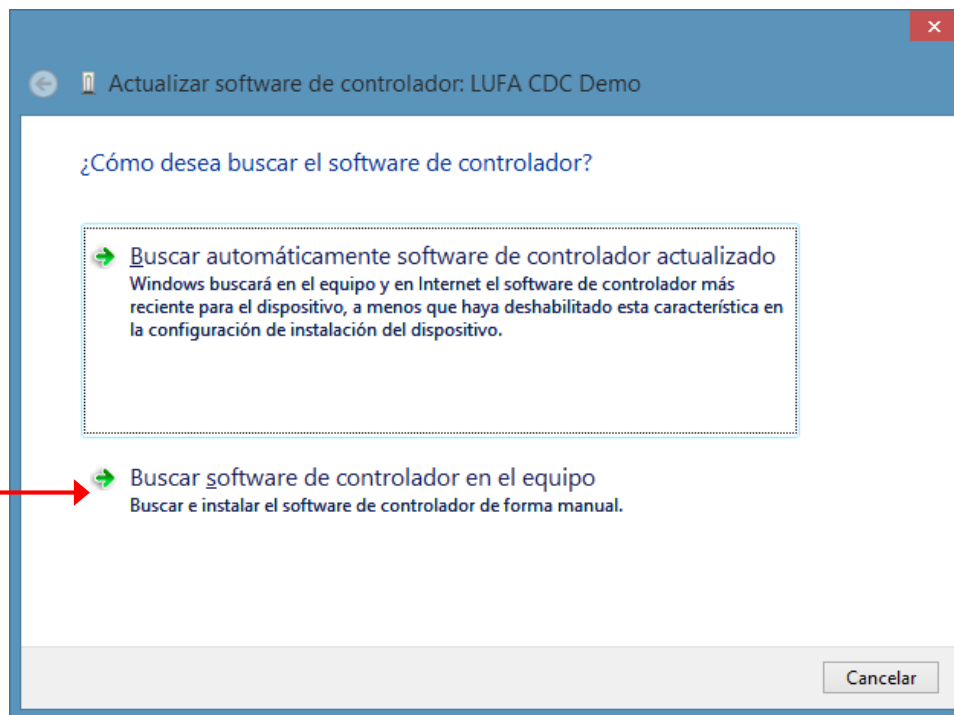 Actualizar software de controlador: LUFA CDC Demo
¿Cómo desea buscar el software de controlador?
Buscar automáticamente software de controlador actualizado
Windows buscará en el equipo y en Internet el software de controlador más
reciente para el dispositivo, a menos que haya deshabilitado esta característica en
la configuración de instalación del dispositivo.
Buscar software de controlador en el equipo
Buscar e instalar el software de controlador de forma manual.
Cancelar